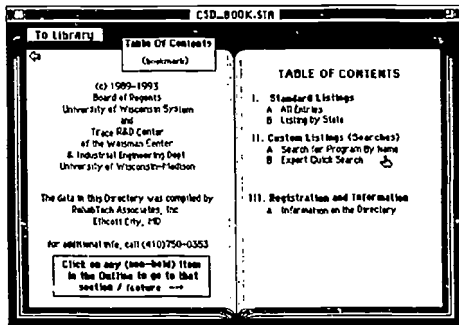 CSD_BOOK.STA
To Library
Table Of Contents
(bookmark)
(c) 1989-1993
Board of Regents
University of Wisconsin System
and
Trace R&D Center
of the Waisman Center
& Industrial Engineering Dept
University of Wisconsin-Madison
The data in this Directory was compiled by
RehabTech Associates, Inc
Ellicott City, MD
for additional info, call (410)750-0353
Click on any (non-bold) item
in the Outline to go to that
section / feature -->
TABLE OF CONTENTS
I. Standard Listings
A All Entries
B Listing by State
II. Custom Listings (Searches)
A Search for Program By Name
B Expert Quick Search
III. Registration and Information
A Information on the Directory